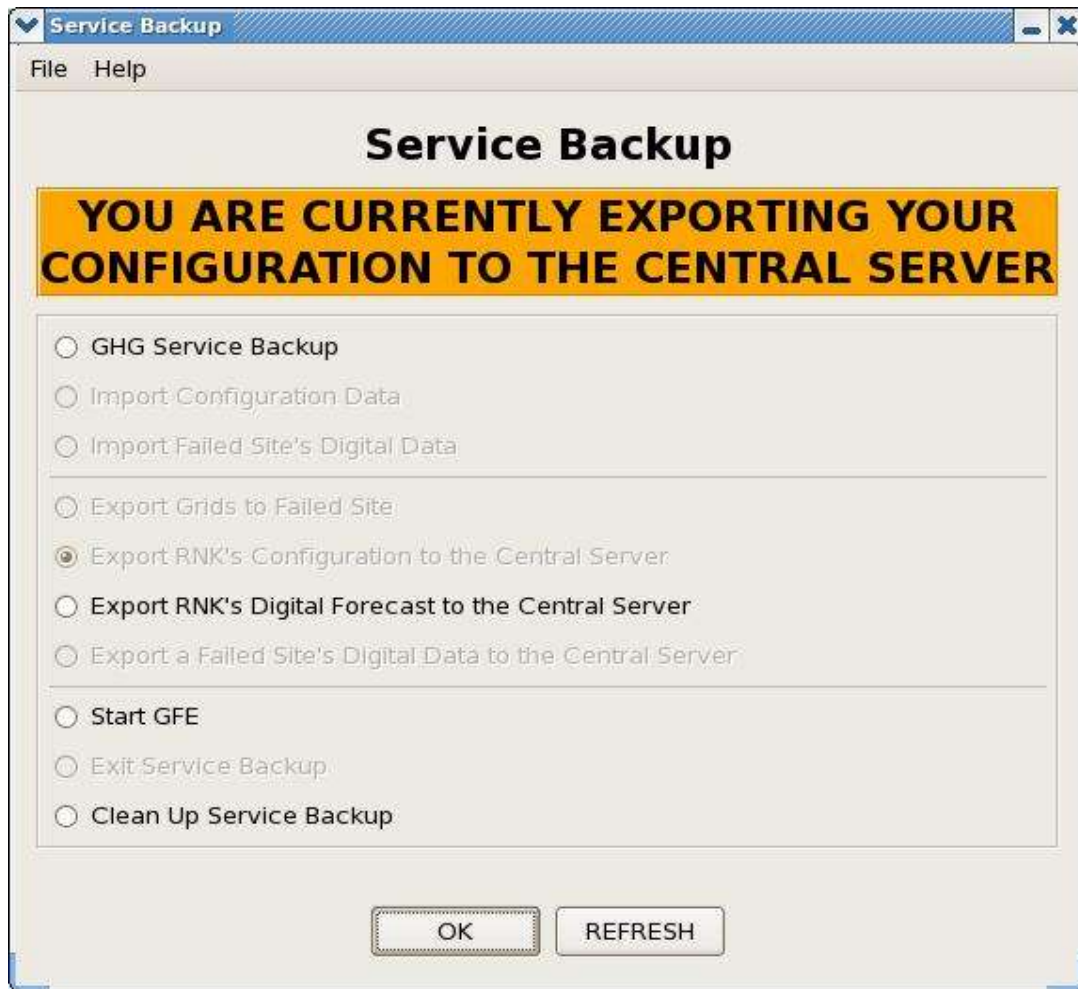 Service Backup
File Help
Service Backup
YOU ARE CURRENTLY EXPORTING YOUR
CONFIGURATION TO THE CENTRAL SERVER
GHG Service Backup
Import Configuration Data
Import Failed Site's Digital Data
Export Grids to Failed Site
Export RNK's Configuration to the Central Server
Export RNK's Digital Forecast to the Central Server
Export a Failed Site's Digital Data to the Central Server
Start GFE
Exit Service Backup
Clean Up Service Backup
OK REFRESH